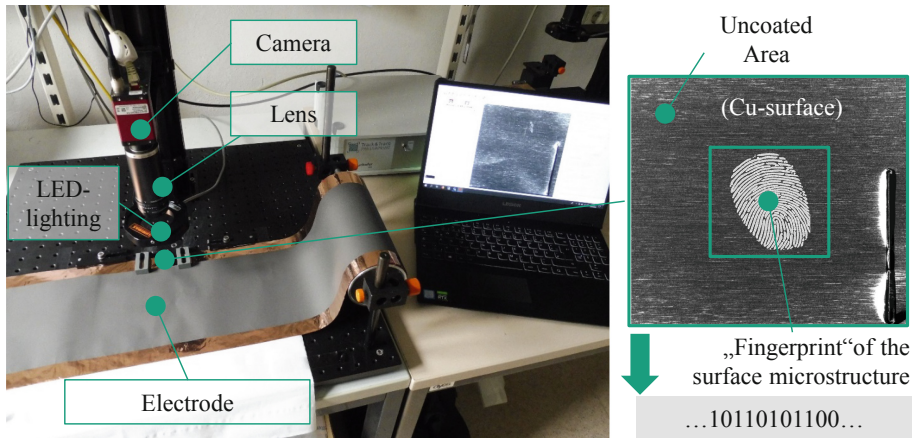 Camera
Lens
LED-
lighting
Electrode
Uncoated
Area
(Cu-surface)
„Fingerprint“of the
surface microstructure
…10110101100…